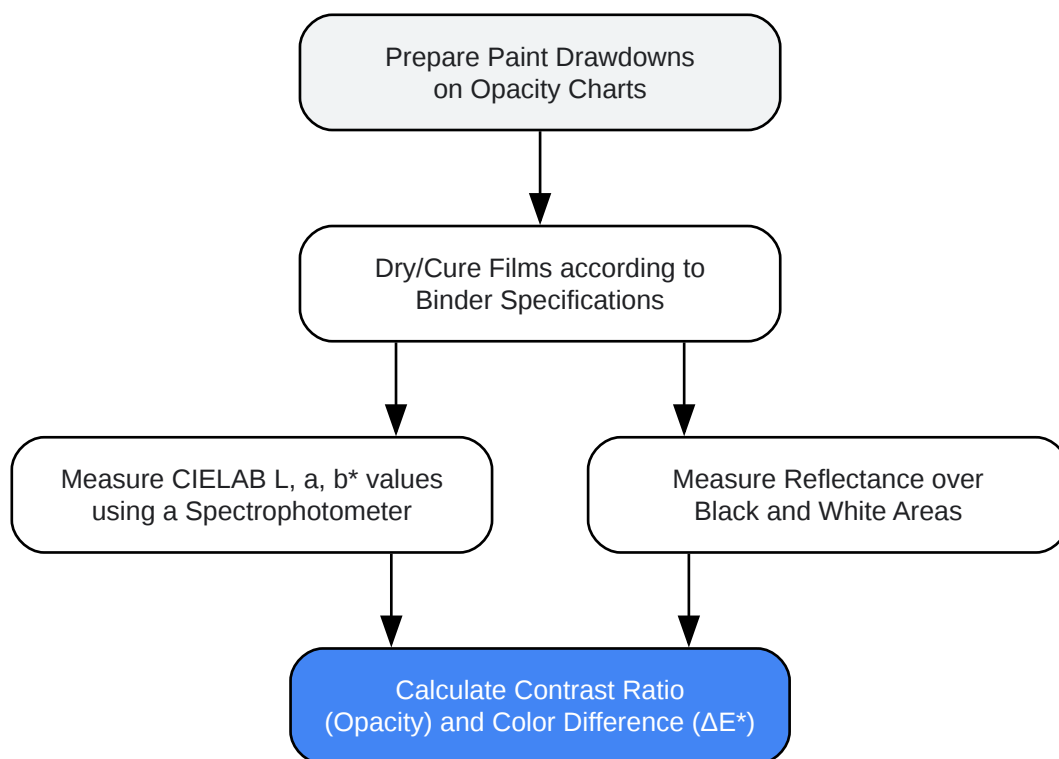 Prepare Paint Drawdowns
on Opacity Charts
Dry/Cure Films according to
Binder Specifications
Measure CIELAB L, a, b* values
using a Spectrophotometer
Measure Reflectance over
Black and White Areas
Calculate Contrast Ratio
(Opacity) and Color Difference (ΔE*)